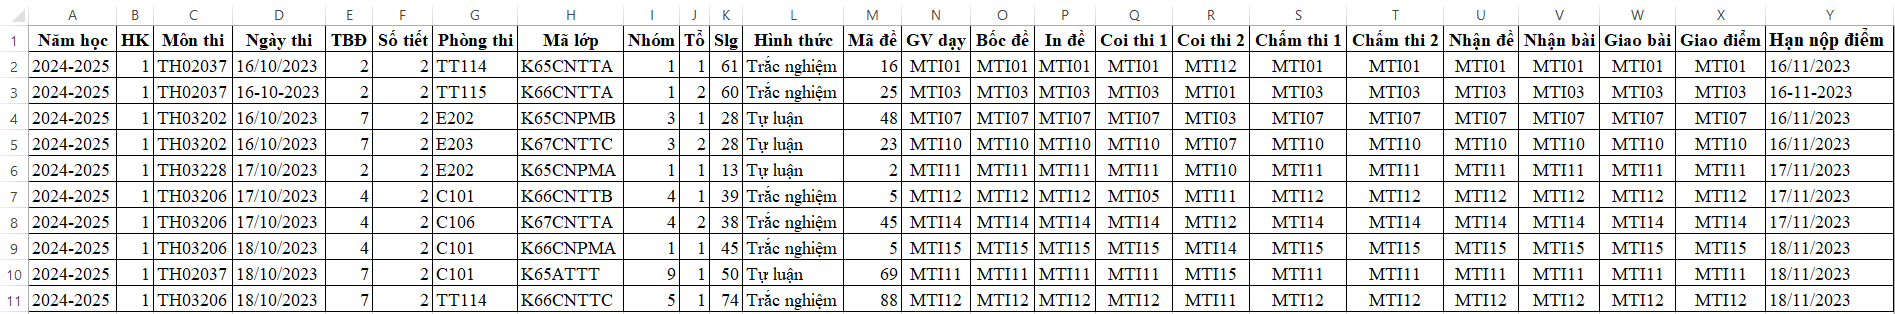 A B C D E F G H I J K L M N O P Q R S T U V W X Y
1 Năm học HK Môn thi Ngày thi TBĐ Số tiết Phòng thi Mã lớp Nhóm Tổ Slg Hình thức Mã đề GV dạy Bốc đề In đề Coi thi 1 Coi thi 2 Chấm thi 1 Chấm thi 2 Nhận đề Nhận bài Giao bài Giao điểm Hạn nộp điểm
2 2024-2025 1 TH02037 16/10/2023 2 2 TT114 K65CNTTA 1 1 61 Trắc nghiệm 16 MTI01 MTI01 MTI01 MTI01 MTI12 MTI01 MTI01 MTI01 MTI01 MTI01 MTI01 16/11/2023
3 2024-2025 1 TH02037 16-10-2023 2 2 TT115 K66CNTTA 1 2 60 Trắc nghiệm 25 MTI03 MTI03 MTI03 MTI03 MTI01 MTI03 MTI03 MTI03 MTI03 MTI03 MTI03 16-11-2023
4 2024-2025 1 TH03202 16/10/2023 7 2 E202 K65CNPMB 3 1 28 Tự luận 48 MTI07 MTI07 MTI07 MTI07 MTI03 MTI07 MTI07 MTI07 MTI07 MTI07 MTI07 16/11/2023
5 2024-2025 1 TH03202 16/10/2023 7 2 E203 K67CNTTC 3 2 28 Tự luận 23 MTI10 MTI10 MTI10 MTI10 MTI07 MTI10 MTI10 MTI10 MTI10 MTI10 MTI10 16/11/2023
6 2024-2025 1 TH03228 17/10/2023 2 2 E202 K65CNPMA 1 1 13 Tự luận 2 MTI11 MTI11 MTI11 MTI11 MTI10 MTI11 MTI11 MTI11 MTI11 MTI11 MTI11 17/11/2023
7 2024-2025 1 TH03206 17/10/2023 4 2 C101 K66CNTTB 4 1 39 Trắc nghiệm 5 MTI12 MTI12 MTI12 MTI05 MTI11 MTI12 MTI12 MTI12 MTI12 MTI12 MTI12 17/11/2023
8 2024-2025 1 TH03206 17/10/2023 4 2 C106 K67CNTTA 4 2 38 Trắc nghiệm 45 MTI14 MTI14 MTI14 MTI14 MTI12 MTI14 MTI14 MTI14 MTI14 MTI14 MTI14 17/11/2023
9 2024-2025 1 TH03206 18/10/2023 4 2 C101 K66CNPMA 1 1 45 Trắc nghiệm 5 MTI15 MTI15 MTI15 MTI15 MTI14 MTI15 MTI15 MTI15 MTI15 MTI15 MTI15 18/11/2023
10 2024-2025 1 TH02037 18/10/2023 7 2 C101 K65ATTT 9 1 50 Tự luận 69 MTI11 MTI11 MTI11 MTI11 MTI15 MTI11 MTI11 MTI11 MTI11 MTI11 MTI11 18/11/2023
11 2024-2025 1 TH03206 18/10/2023 7 2 TT114 K66CNTTC 5 1 74 Trắc nghiệm 88 MTI12 MTI12 MTI12 MTI12 MTI11 MTI12 MTI12 MTI12 MTI12 MTI12 MTI12 18/11/2023